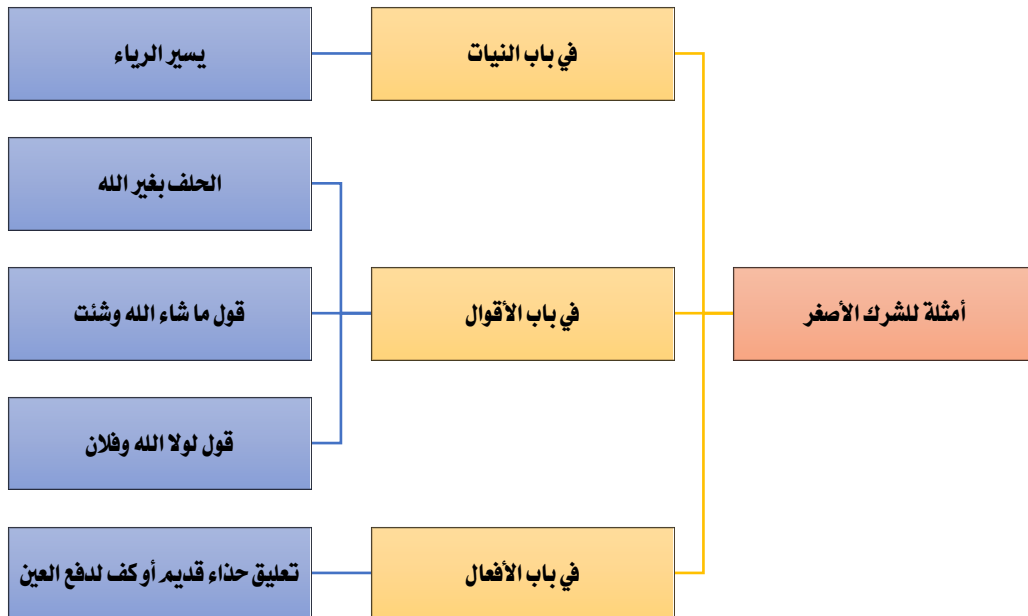 أمثلة للشرك الأصغر
في باب النيات
يسير الرياء
في باب الأقوال
الحلف بغير الله
قول ما شاء الله وشئت
قول لولا الله وفلان
في باب الأفعال
تعليق حذاء قديم أو كف لدفع العين